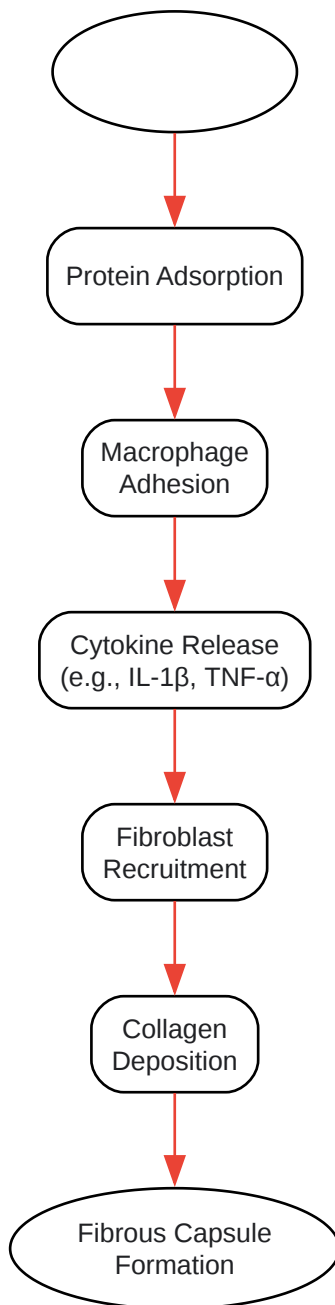 Protein Adsorption
Macrophage
Adhesion
Cytokine Release
(e.g., IL-1β, TNF-α)
Fibroblast
Recruitment
Collagen
Deposition
Fibrous Capsule
Formation